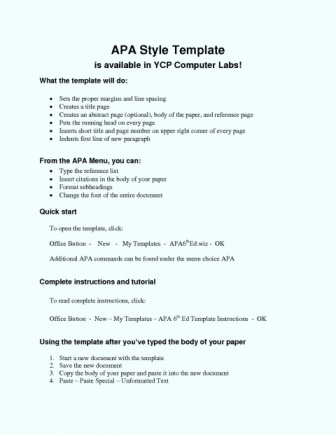 APA Style Template
is available in YCP Computer Labs!
What the template will do:
• Sets the proper margins and line spacing
• Creates a title page
• Creates an abstract page (optional), body of the paper, and reference page
• Puts the running head on every page
• Inserts short title and page number on upper right corner of every page
• Indents first line of new paragraph
From the APA Menu, you can:
• Type the reference list
• Insert citations in the body of your paper
• Format subheadings
• Change the font of the entire document
Quick start
To open the template, click:
Office Button - New - My Templates - APA6thEd.wiz - OK
Additional APA commands can be found under the menu choice APA
Complete instructions and tutorial
To read complete instructions, click:
Office Button - New – My Templates – APA 6th Ed Template Instructions - OK
Using the template after you've typed the body of your paper
1. Start a new document with the template
2. Save the new document
3. Copy the body of your paper and paste it into the new document
4. Paste – Paste Special – Unformatted Text